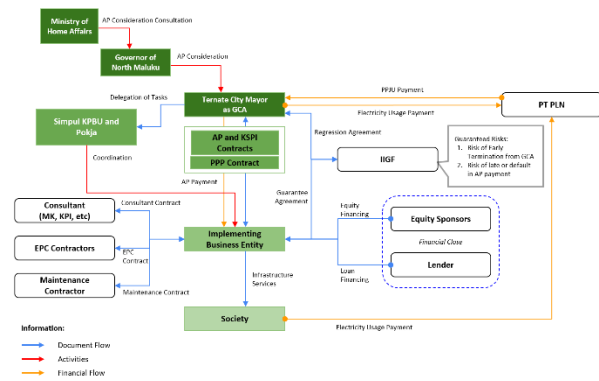 Ministry of
Home Affairs
AP Consideration Consultation
Governor of
North Maluku
AP Consideration
Delegation of Tasks
Ternate City Mayor
as GCA
PPJU Payment
Electricity Usage Payment
PT PLN
Simpul KPBU and
Pokja
Coordination
AP and KSPI
Contracts
PPP Contract
Regression Agreement
IIGF
Guaranteed Risks:
1. Risk of Early
Termination from GCA
2. Risk of late or default
in AP payment
AP Payment
Guarantee
Agreement
Consultant
(MK, KPI, etc)
Consultant Contract
EPC Contractors
EPC
Contract
Maintenance
Contractor
Maintenance Contract
Implementing
Business Entity
Equity
Financing
Equity Sponsors
Financial Close
Lender
Loan
Financing
Infrastructure
Services
Society
Electricity Usage Payment
Information:
Document Flow
Activities
Financial Flow